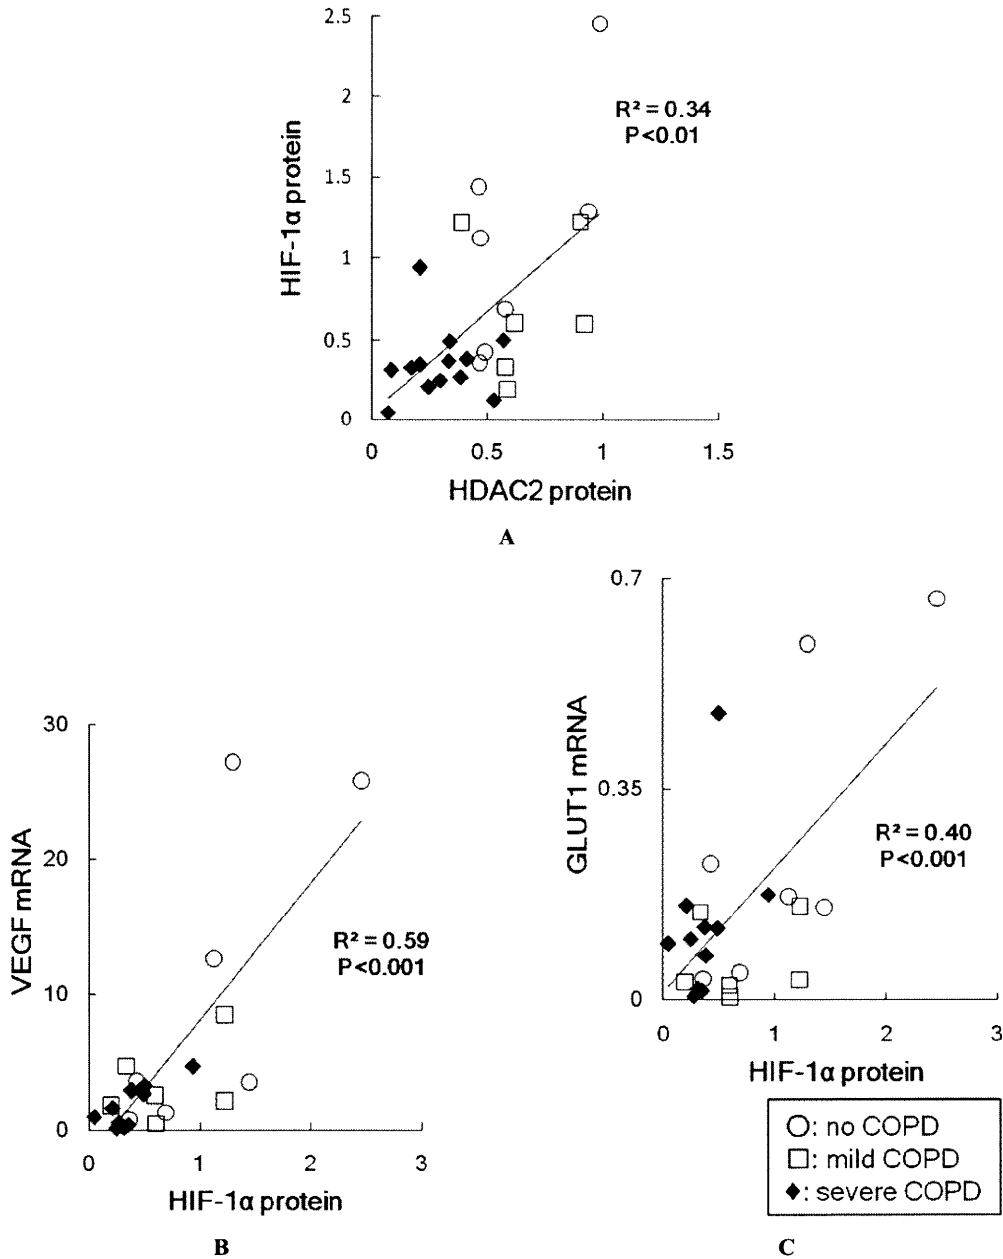 2.5
2
1.5
1
0.5
0
HIF-1α protein
R² = 0.34
P<0.01
0 0.5 1 1.5
HDAC2 protein
A
30
20
10
0
VEGF mRNA
R² = 0.59
P<0.001
0 1 2 3
HIF-1α protein
B
0.7
0.35
0
GLUT1 mRNA
R² = 0.40
P<0.001
0 1 2 3
HIF-1α protein
: no COPD
: mild COPD
: severe COPD
C